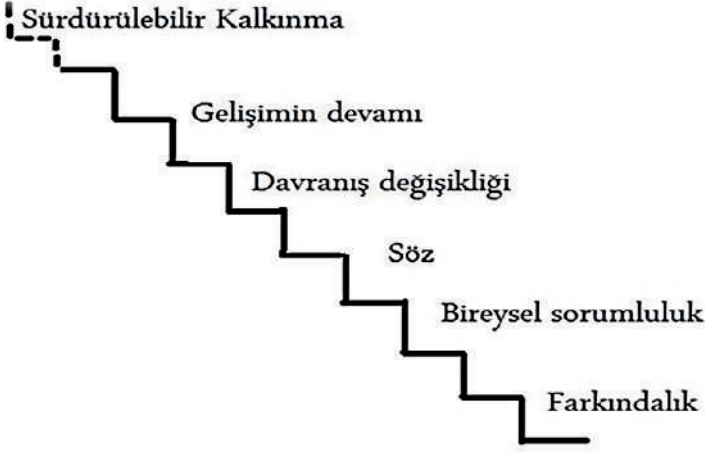 Sürdürülebilir Kalkınma
Gelişimin devamı
Davranış değişikliği
Söz
Bireysel sorumluluk
Farkındalık